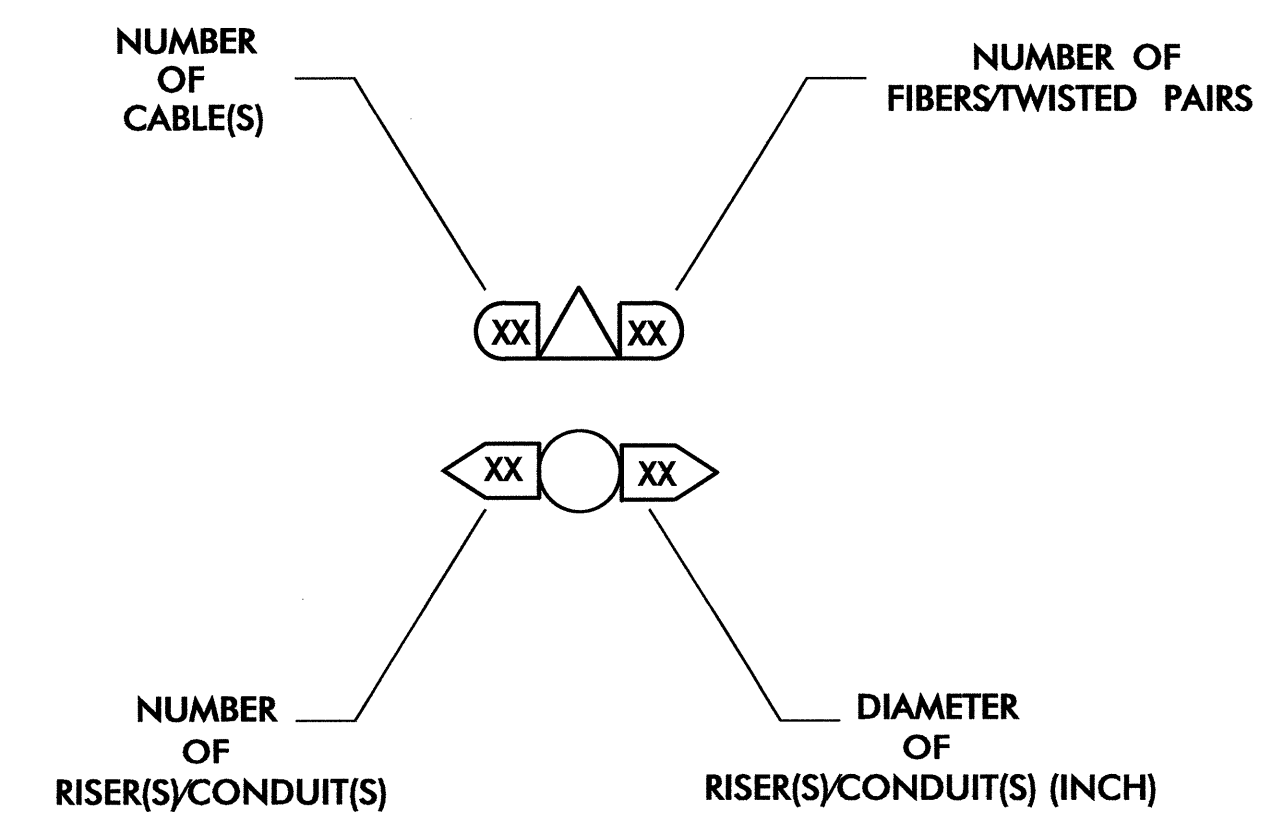 NUMBER
OF
CABLE(S)
NUMBER OF
FIBERS/TWISTED PAIRS
XX
XX
XX
XX
NUMBER
OF
RISER(S)/CONDUIT(S)
DIAMETER
OF
RISER(S)/CONDUIT(S) (INCH)